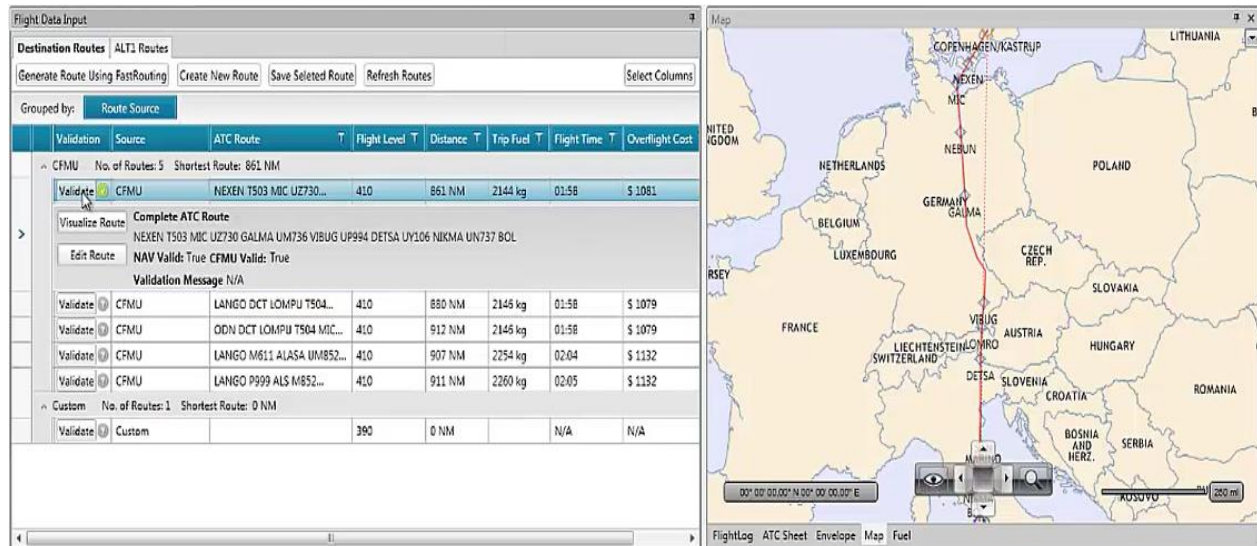 Flight Data Input
Destination Routes ALT1 Routes
Generate Route Using FastRouting Create New Route Save Seleted Route Refresh Routes Select Columns
Grouped by: Route Source
Validation Source ATC Route Flight Level Distance Trip Fuel Flight Time Overflight Cost
CFMU No. of Routes: 5 Shortest Route: 861 NM
Validate CFMU NEXEN T503 MIC UZ730... 410 861 NM 2144 kg 01:58 $ 1081
Visualize Route Complete ATC Route
NEXEN T503 MIC UZ730 GALMA UM736 VIBUG UP994 DETSA UY106 NIKMA UN737 BOL
Edit Route NAV Valid: True CFMU Valid: True
Validation Message N/A
Validate CFMU LANGO DCT LOMPU T504... 410 880 NM 2146 kg 01:58 $ 1079
Validate CFMU ODN DCT LOMPU T504 MIC... 410 912 NM 2146 kg 01:58 $ 1079
Validate CFMU LANGO M611 ALASA UM852... 410 907 NM 2254 kg 02:04 $ 1132
Validate CFMU LANGO P999 ALS M852... 410 911 NM 2260 kg 02:05 $ 1132
Custom No. of Routes: 1 Shortest Route: 0 NM
Validate Custom 390 0 NM N/A N/A
Map
LITHUANIA
COPENHAGEN/KASTRUP
NEXEN
MIC
NITED
NGDOM
NEBUN
NETHERLANDS
POLAND
GERMANY
GALMA
BELGIUM
LUXEMBOURG
CZECH
REP.
RSEY
SLOVAKIA
VIBUG
FRANCE
AUSTRIA
LIECHTENSTEIN
LOMRO
HUNGARY
SWITZERLAND
DETSA
SLOVENIA
CROATIA
ROMANIA
BOSNIA
AND
HERZ.
SERBIA
KOSOVO
00° 00' 00,00" N 00° 00' 00,00" E
250 mi
FlightLog ATC Sheet Envelope Map Fuel